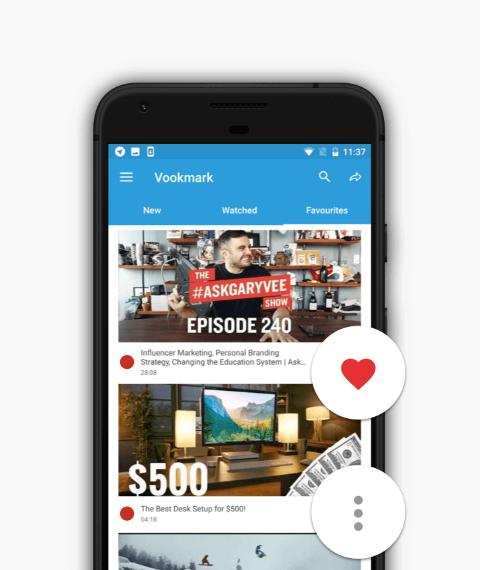 11:37
Vookmark
New Watched Favourites
THE
#ASKGARYVEE
SHOW
EPISODE 240
Influencer Marketing, Personal Branding
Strategy, Changing the Education System | Ask...
28:08
$500
The Best Desk Setup for $500!
04:18